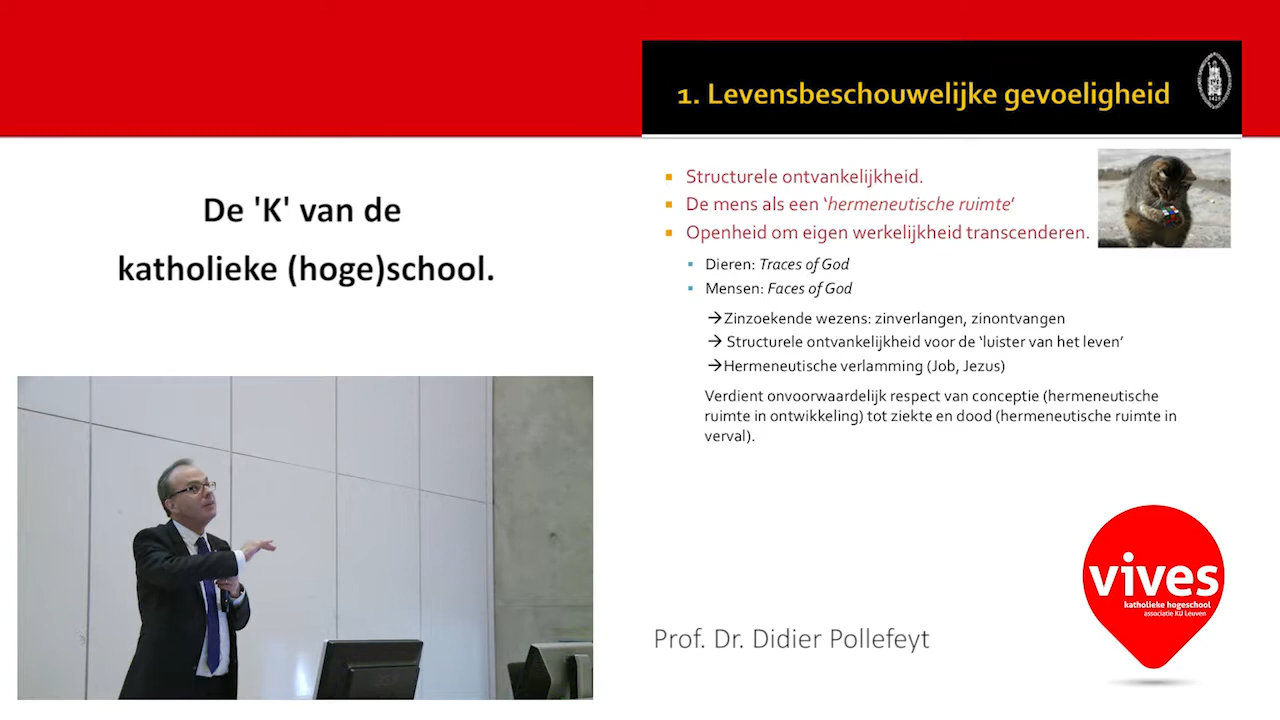 De 'K' van de
katholieke (hoge)school.
1. Levensbeschouwelijke gevoeligheid
1425
Structurele ontvankelijkheid.
De mens als een ‘hermeneutische ruimte’
Openheid om eigen werkelijkheid transcenderen.
Dieren: Traces of God
Mensen: Faces of God
→Zinzoekende wezens: zinverlangen, zinontvangen
→ Structurele ontvankelijkheid voor de ‘luister van het leven’
→Hermeneutische verlamming (Job, Jezus)
Verdient onvoorwaardelijk respect van conceptie (hermeneutische
ruimte in ontwikkeling) tot ziekte en dood (hermeneutische ruimte in
verval).
vives
katholieke hogeschool
associatie KU Leuven
Prof. Dr. Didier Pollefeyt